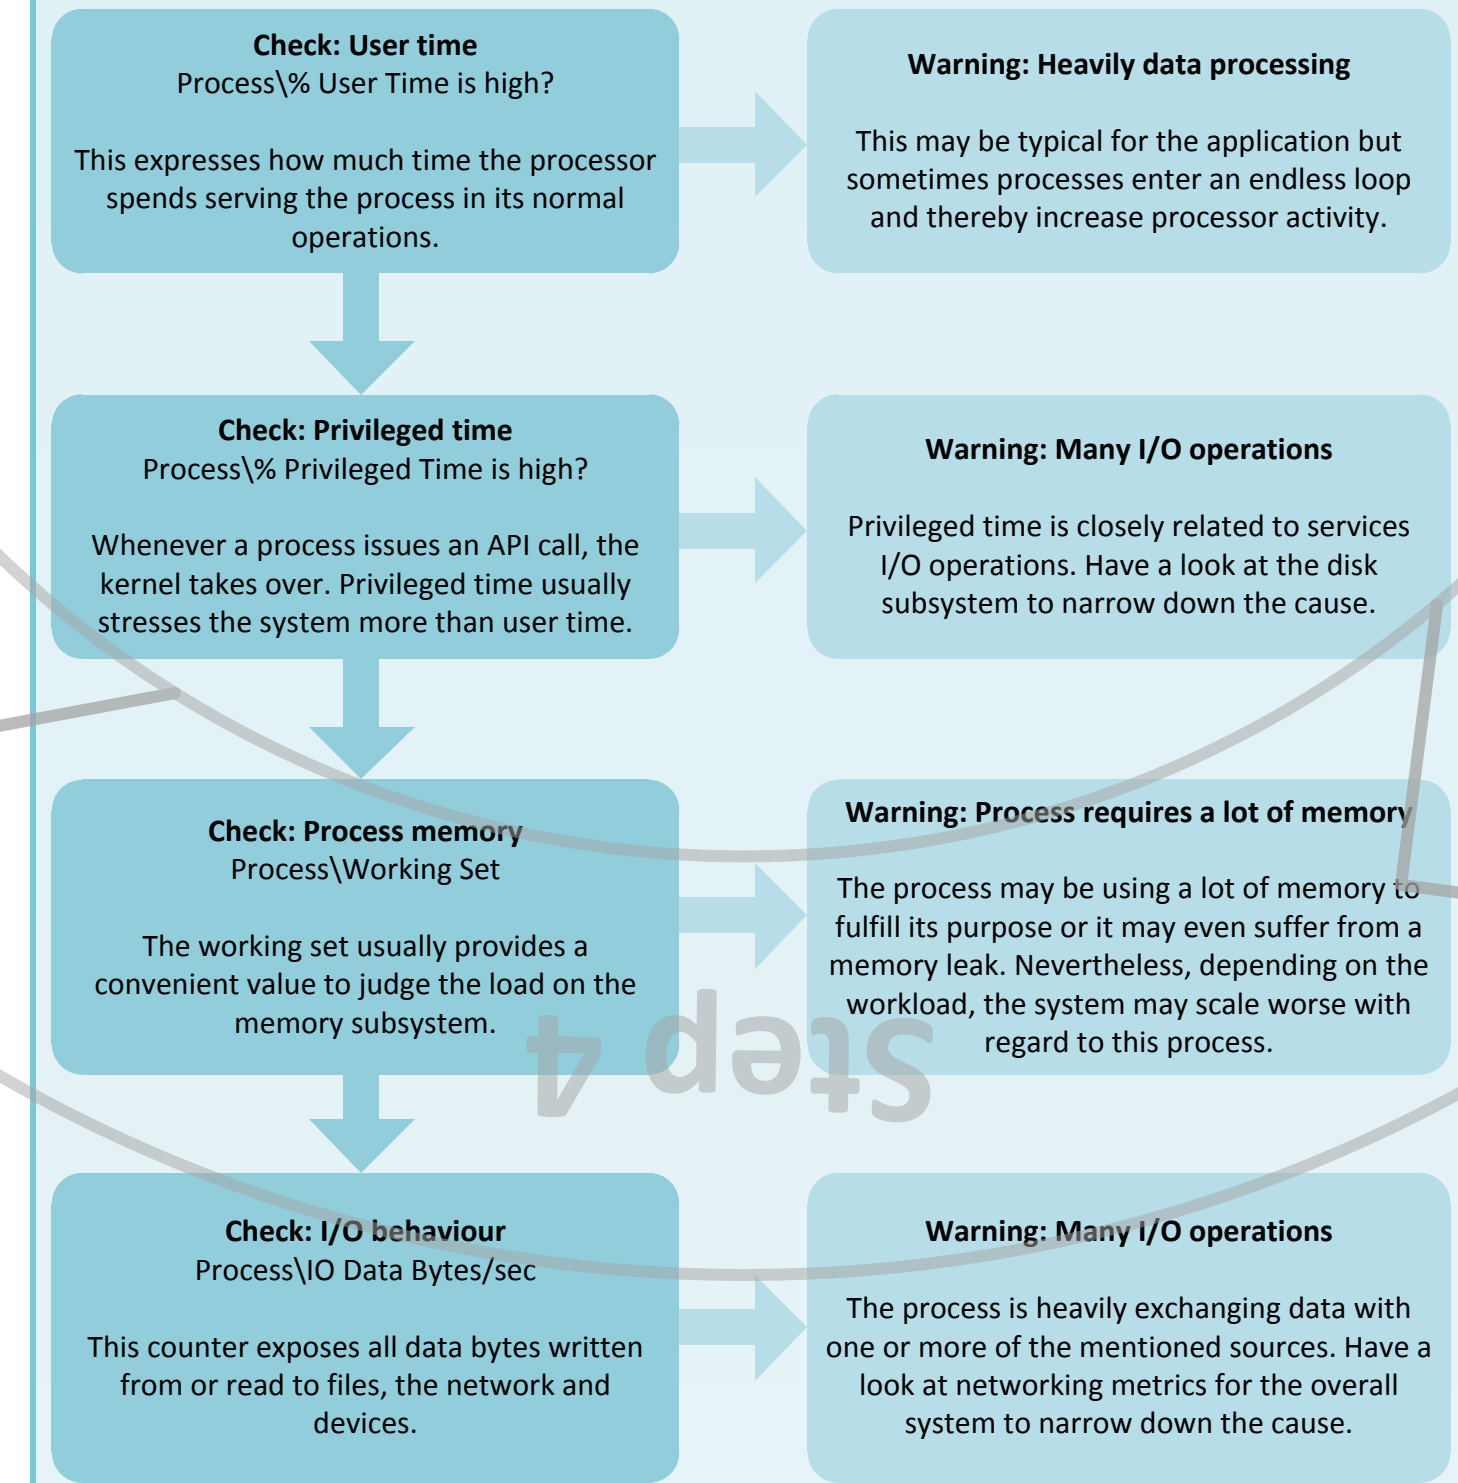 Check: User time
Process\% User Time is high?
This expresses how much time the processor
spends serving the process in its normal
operations.
Warning: Heavily data processing
This may be typical for the application but
sometimes processes enter an endless loop
and thereby increase processor activity.
Check: Privileged time
Process\% Privileged Time is high?
Whenever a process issues an API call, the
kernel takes over. Privileged time usually
stresses the system more than user time.
Warning: Many I/O operations
Privileged time is closely related to services
I/O operations. Have a look at the disk
subsystem to narrow down the cause.
Check: Process memory
Process\Working Set
The working set usually provides a
convenient value to judge the load on the
memory subsystem.
Warning: Process requires a lot of memory
The process may be using a lot of memory to
fulfill its purpose or it may even suffer from a
memory leak. Nevertheless, depending on the
workload, the system may scale worse with
regard to this process.
Step 4
Check: I/O behaviour
Process\IO Data Bytes/sec
This counter exposes all data bytes written
from or read to files, the network and
devices.
Warning: Many I/O operations
The process is heavily exchanging data with
one or more of the mentioned sources. Have a
look at networking metrics for the overall
system to narrow down the cause.